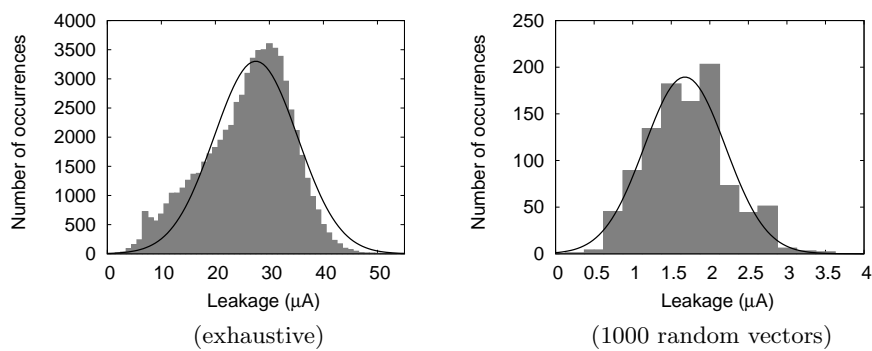 Number of occurrences
4000
3500
3000
2500
2000
1500
1000
500
0
0 10 20 30 40 50
Leakage (μA)
(exhaustive)
Number of occurrences
250
200
150
100
50
0
0 0.5 1 1.5 2 2.5 3 3.5 4
Leakage (μA)
(1000 random vectors)